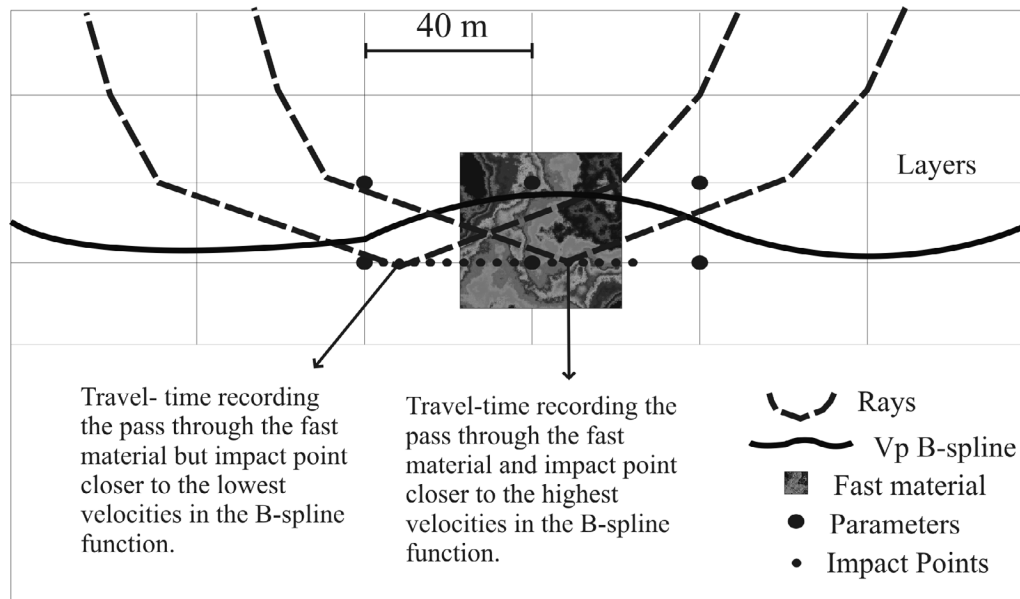 40 m
Layers
Travel- time recording
the pass through the fast
material but impact point
closer to the lowest
velocities in the B-spline
function.
Travel-time recording the
pass through the fast
material and impact point
closer to the highest
velocities in the B-spline
function.
Rays
Vp B-spline
Fast material
Parameters
Impact Points